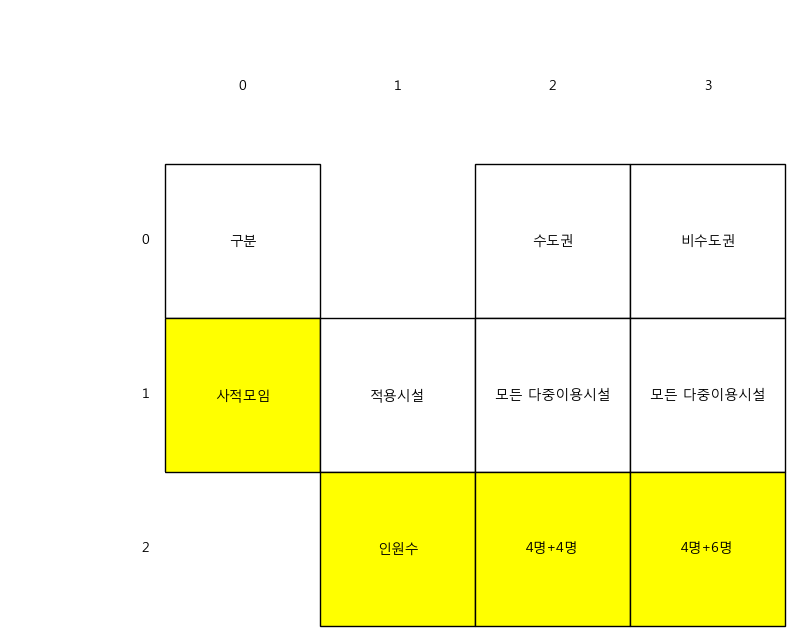 0 1 2 3
0 구분 수도권 비수도권
1 사적모임 적용시설 모든 다중이용시설 모든 다중이용시설
2 인원수 4명+4명 4명+6명